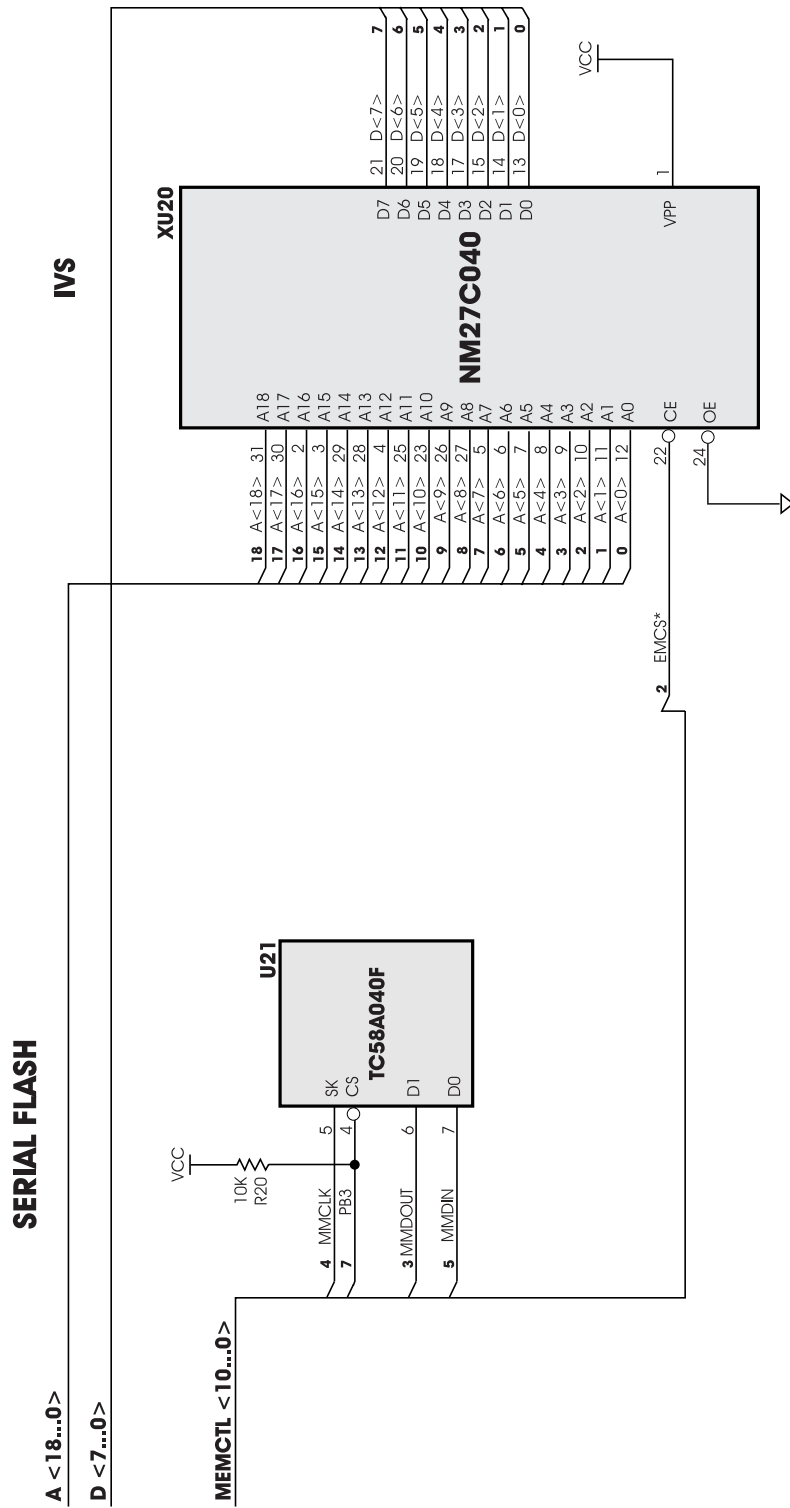 SERIAL FLASH
IVS
A <18...0>
D <7...0>
MEMCTL <10...0>
VCC
10K
R20
4 MMCLK 5 SK
7 PB3 4 CS
3 MMDOUT 6 D1
5 MMDIN 7 D0
U21
TC58A040F
2 EMCS* 22 CE
24 OE
XU20
NM27C040
18 A<18> 31 A18
17 A<17> 30 A17
16 A<16> 2 A16
15 A<15> 3 A15
14 A<14> 29 A14
13 A<13> 28 A13
12 A<12> 4 A12
11 A<11> 25 A11
10 A<10> 23 A10
9 A<9> 26 A9
8 A<8> 27 A8
7 A<7> 5 A7
6 A<6> 6 A6
5 A<5> 7 A5
4 A<4> 8 A4
3 A<3> 9 A3
2 A<2> 10 A2
1 A<1> 11 A1
0 A<0> 12 A0
D7 21 D<7> 7
D6 20 D<6> 6
D5 19 D<5> 5
D4 18 D<4> 4
D3 17 D<3> 3
D2 15 D<2> 2
D1 14 D<1> 1
D0 13 D<0> 0
VPP 1
VCC